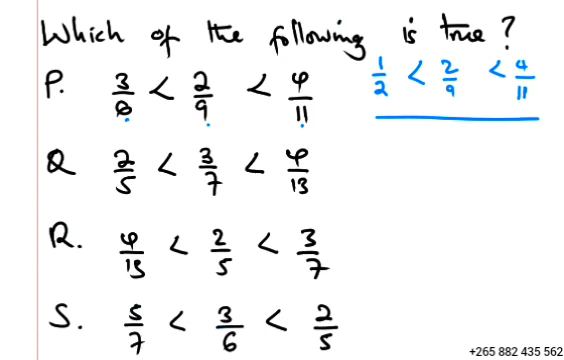 Which of the following is true?
P. 3/6 < 2/9 < 4/11
1/2 < 2/9 < 4/11
Q 2/5 < 3/7 < 4/13
R. 4/13 < 2/5 < 3/7
S. 5/7 < 3/6 < 2/5
+265 882 435 562